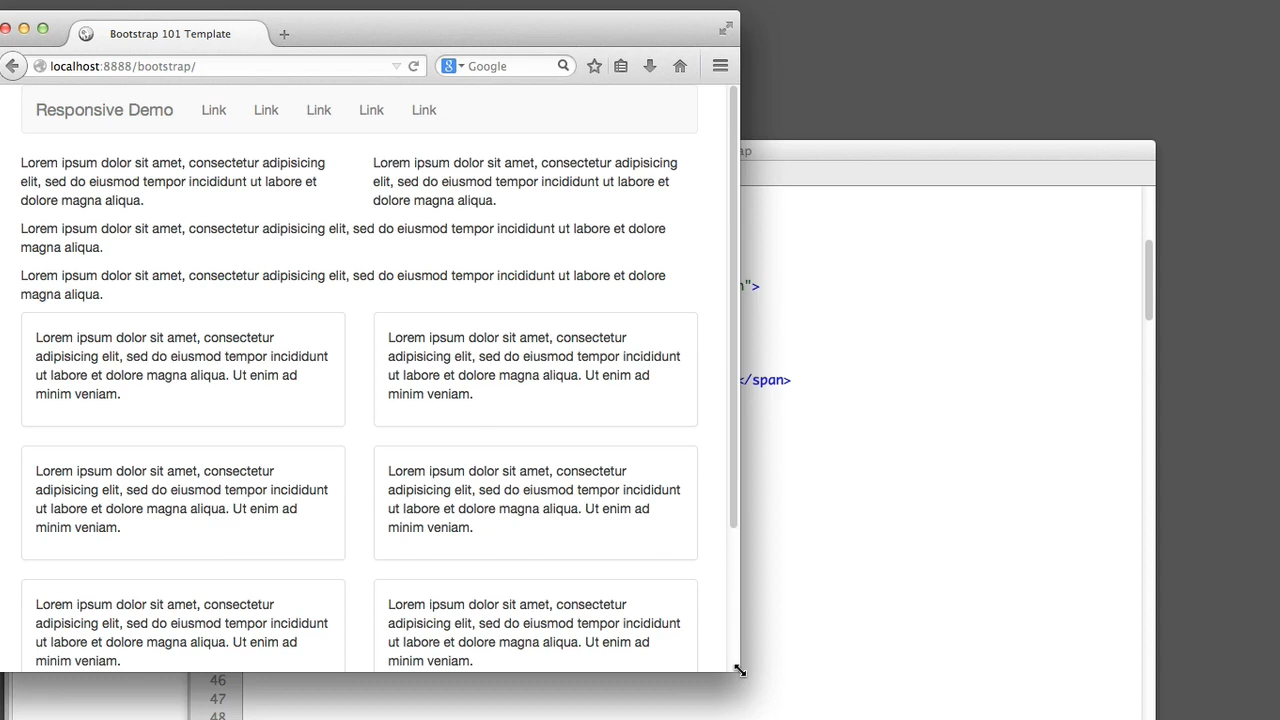 Bootstrap 101 Template
localhost:8888/bootstrap/
Google
Responsive Demo Link Link Link Link Link
Lorem ipsum dolor sit amet, consectetur adipisicing
elit, sed do eiusmod tempor incididunt ut labore et
dolore magna aliqua.
Lorem ipsum dolor sit amet, consectetur adipisicing
elit, sed do eiusmod tempor incididunt ut labore et
dolore magna aliqua.
Lorem ipsum dolor sit amet, consectetur adipisicing elit, sed do eiusmod tempor incididunt ut labore et dolore
magna aliqua.
Lorem ipsum dolor sit amet, consectetur adipisicing elit, sed do eiusmod tempor incididunt ut labore et dolore
magna aliqua.
Lorem ipsum dolor sit amet, consectetur
adipisicing elit, sed do eiusmod tempor incididunt
ut labore et dolore magna aliqua. Ut enim ad
minim veniam.
Lorem ipsum dolor sit amet, consectetur
adipisicing elit, sed do eiusmod tempor incididunt
ut labore et dolore magna aliqua. Ut enim ad
minim veniam.
Lorem ipsum dolor sit amet, consectetur
adipisicing elit, sed do eiusmod tempor incididunt
ut labore et dolore magna aliqua. Ut enim ad
minim veniam.
Lorem ipsum dolor sit amet, consectetur
adipisicing elit, sed do eiusmod tempor incididunt
ut labore et dolore magna aliqua. Ut enim ad
minim veniam.
Lorem ipsum dolor sit amet, consectetur
adipisicing elit, sed do eiusmod tempor incididunt
ut labore et dolore magna aliqua. Ut enim ad
minim veniam.
Lorem ipsum dolor sit amet, consectetur
adipisicing elit, sed do eiusmod tempor incididunt
ut labore et dolore magna aliqua. Ut enim ad
minim veniam.
ap
">
</span>
46
47
48